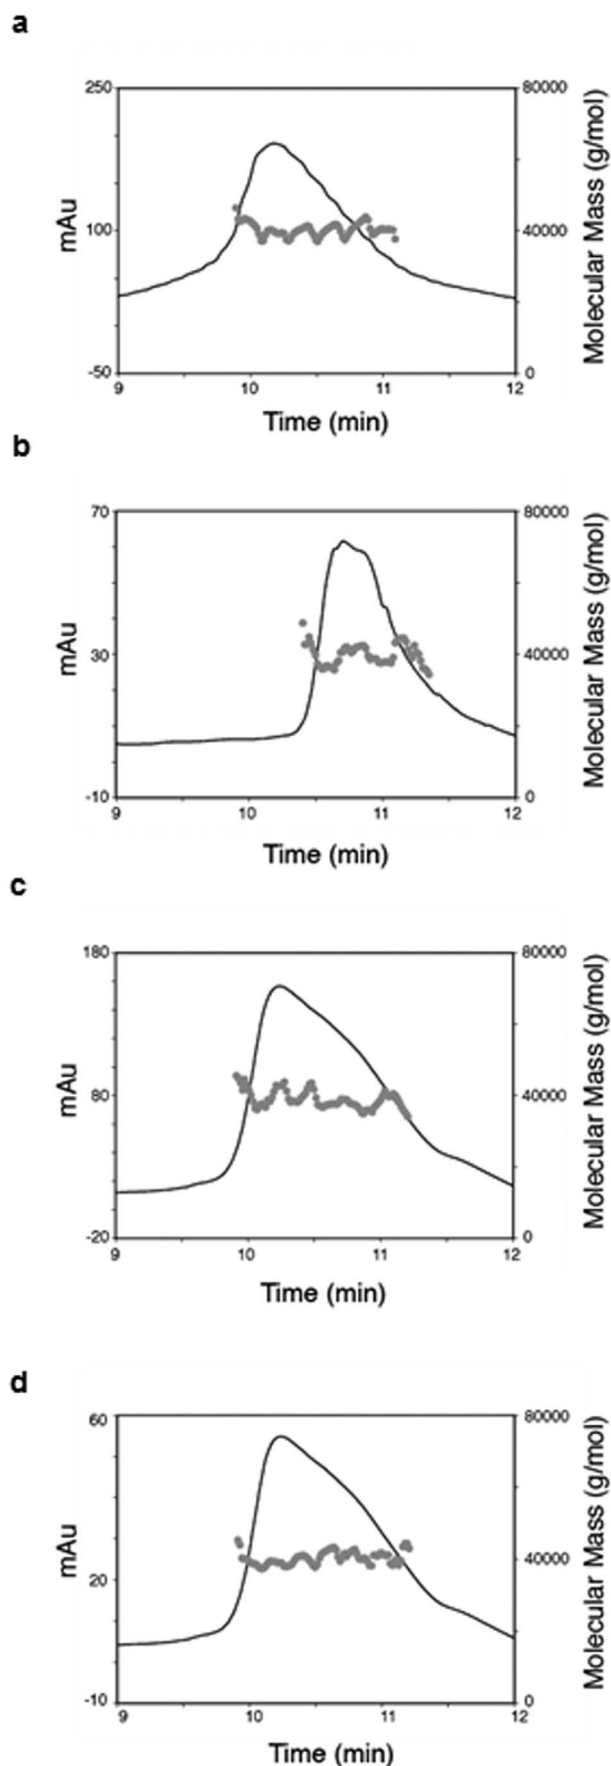 a
250
100
-50
mAu
80000
40000
0
Molecular Mass (g/mol)
9
10
11
12
Time (min)
b
70
30
-10
mAu
80000
40000
0
Molecular Mass (g/mol)
9
10
11
12
Time (min)
c
180
80
-20
mAu
80000
40000
0
Molecular Mass (g/mol)
9
10
11
12
Time (min)
d
60
20
-10
mAu
80000
40000
0
Molecular Mass (g/mol)
9
10
11
12
Time (min)